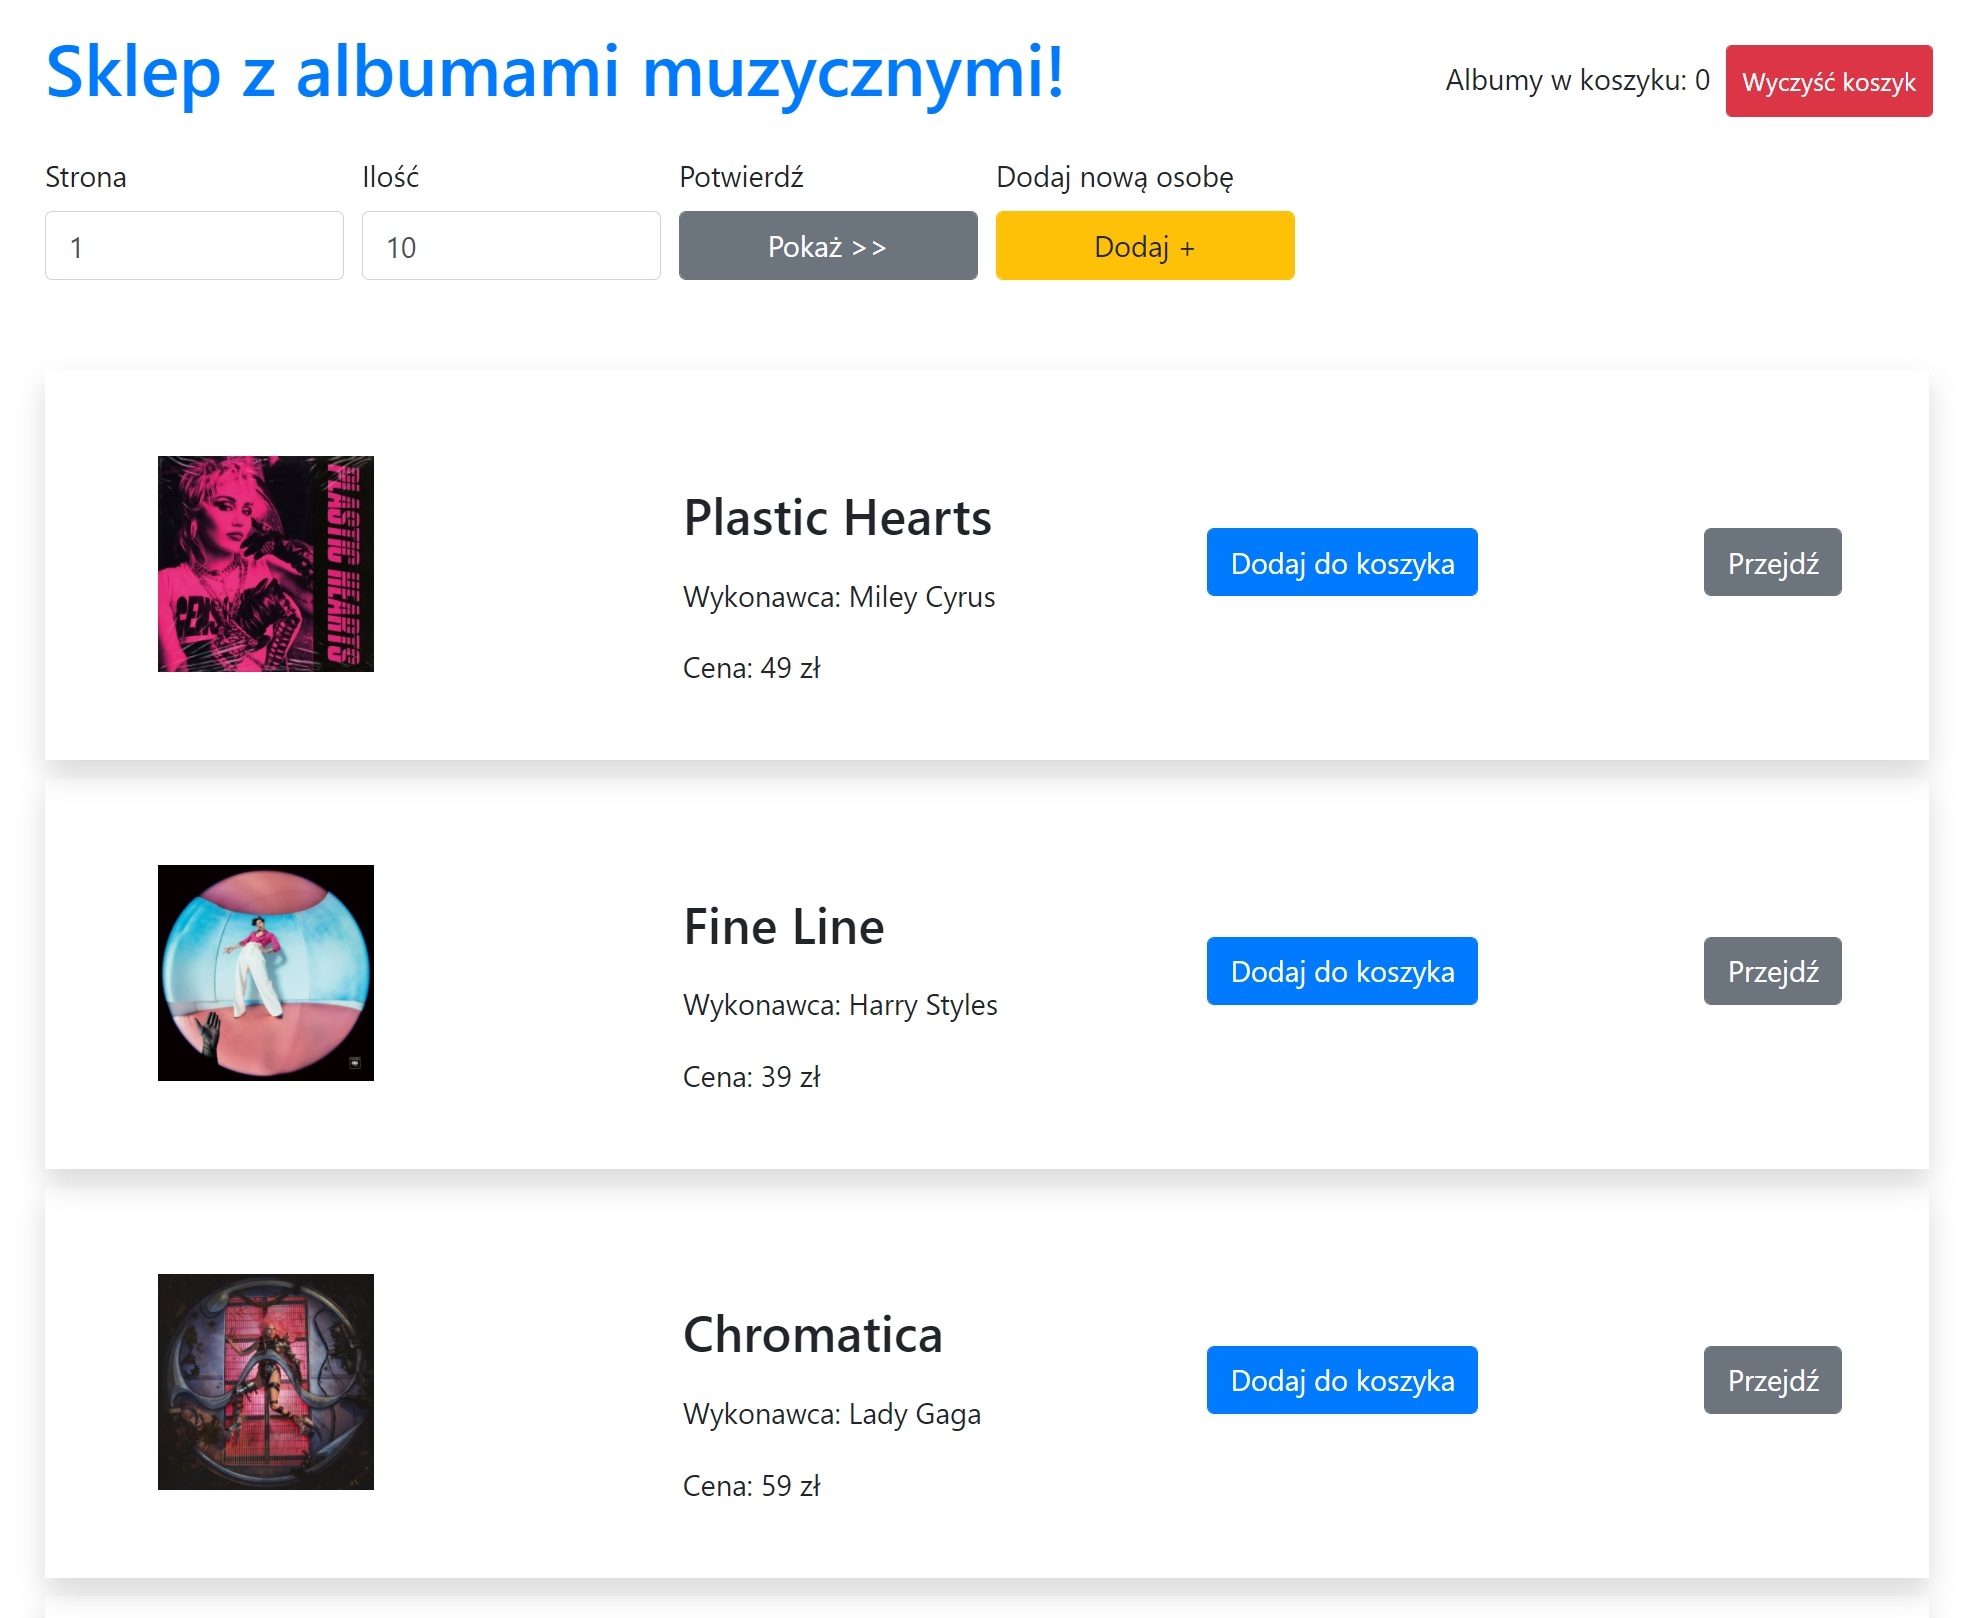 Sklep z albumami muzycznymi!
Albumy w koszyku: 0
Wyczyść koszyk
Strona
Ilość
Potwierdź
Dodaj nową osobę
1
10
Pokaż >>
Dodaj +
PLASTIC HEARTS
Plastic Hearts
Wykonawca: Miley Cyrus
Cena: 49 zł
Dodaj do koszyka
Przejdź
Fine Line
Wykonawca: Harry Styles
Cena: 39 zł
Dodaj do koszyka
Przejdź
Chromatica
Wykonawca: Lady Gaga
Cena: 59 zł
Dodaj do koszyka
Przejdź